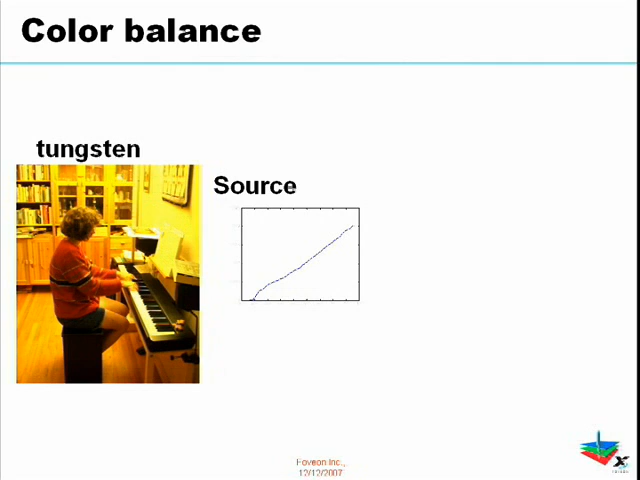 Color balance
tungsten
Source
Foveon Inc.,
12/12/2007